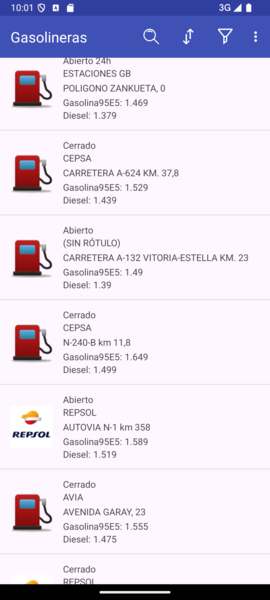 10:01
3G
Gasolineras
Abierto 24h
ESTACIONES GB
POLIGONO ZANKUETA, 0
Gasolina95E5: 1.469
Diesel: 1.379
Cerrado
CEPSA
CARRETERA A-624 KM. 37,8
Gasolina95E5: 1.529
Diesel: 1.439
Abierto
(SIN RÓTULO)
CARRETERA A-132 VITORIA-ESTELLA KM. 23
Gasolina95E5: 1.49
Diesel: 1.39
Cerrado
CEPSA
N-240-B km 11,8
Gasolina95E5: 1.649
Diesel: 1.499
Abierto
REPSOL
AUTOVIA N-1 km 358
Gasolina95E5: 1.589
Diesel: 1.519
REPSOL
Cerrado
AVIA
AVENIDA GARAY, 23
Gasolina95E5: 1.555
Diesel: 1.475
Cerrado
REPSOL